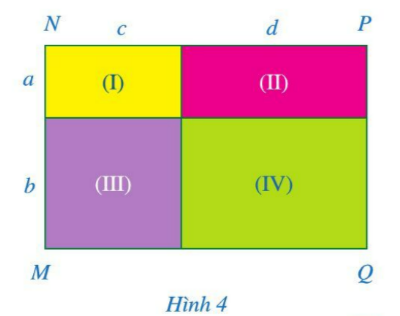 N c d P
a (I) (II)
b (III) (IV)
M Q
Hình 4